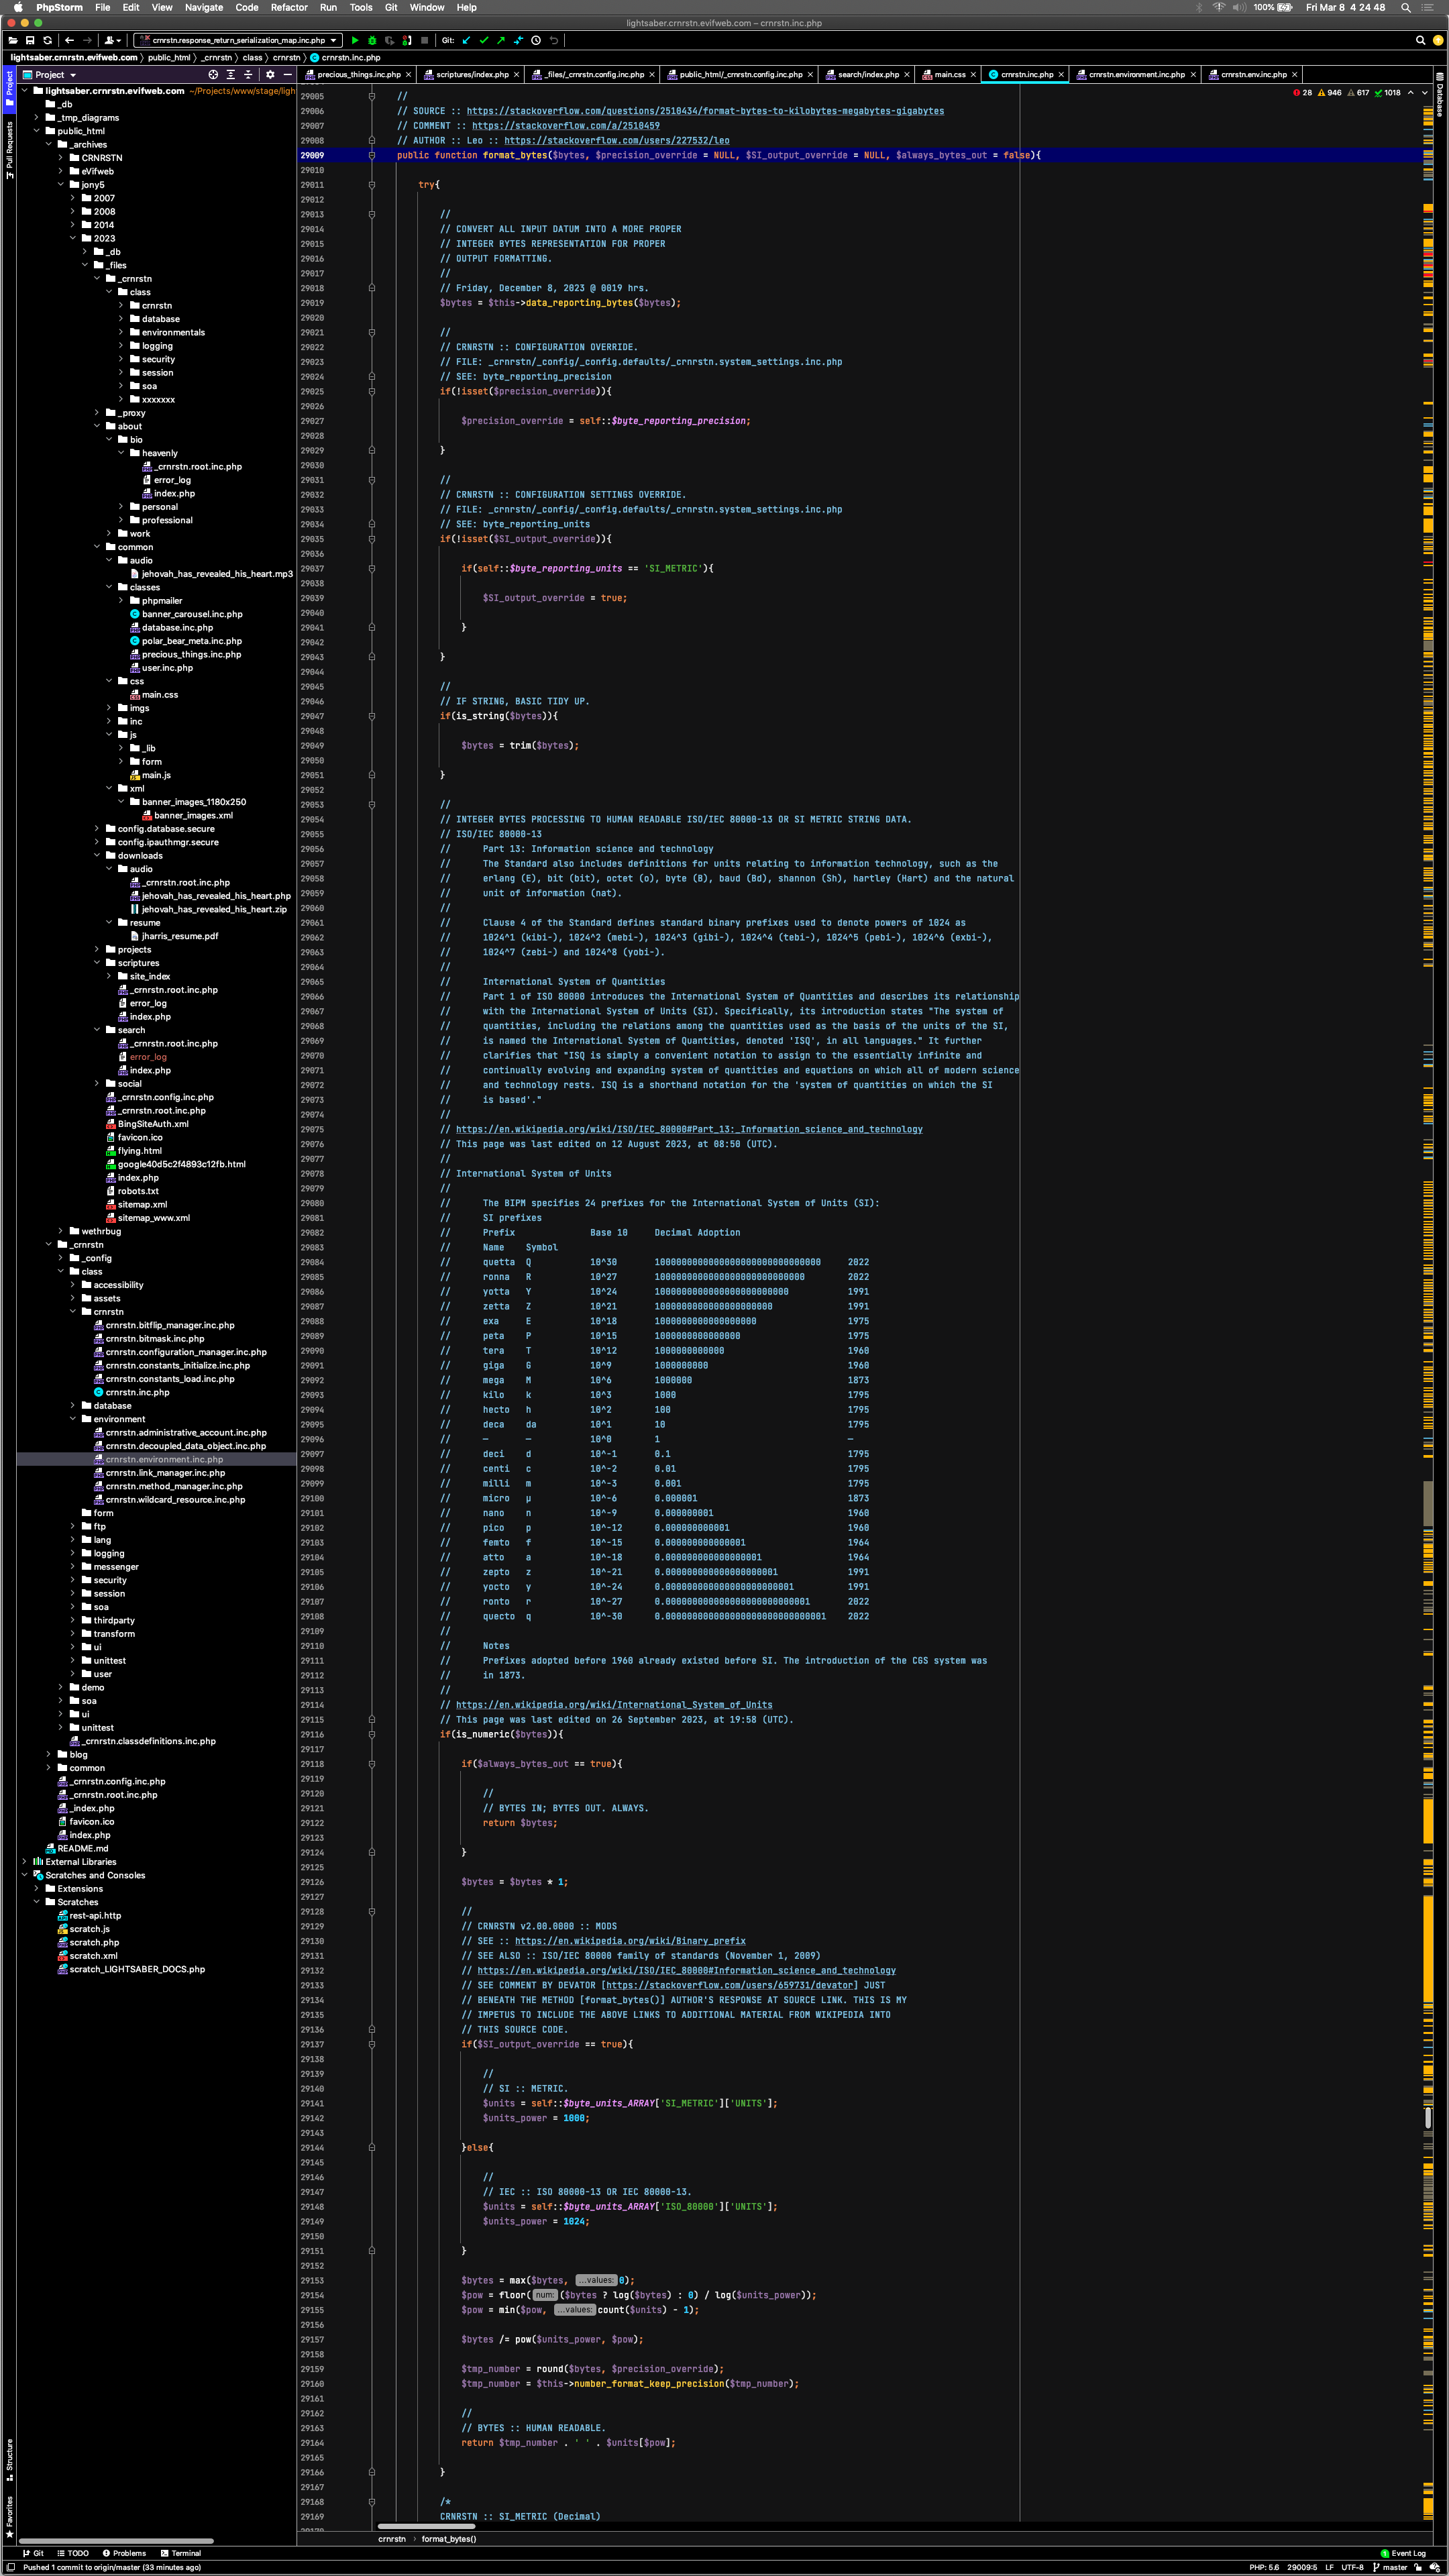 PhpStorm File Edit View Navigate Code Refactor Run Tools Git Window Help 100% Fri Mar 8 4 24 48
lightsaber.crnrstn.evifweb.com – crnrstn.inc.php
crnrstn.response_return_serialization_map.inc.php Git:
lightsaber.crnrstn.evifweb.com public_html _crnrstn class crnrstn crnrstn.inc.php
Project precious_things.inc.php scriptures/index.php _files/_crnrstn.config.inc.php public_html/_crnrstn.config.inc.php search/index.php main.css crnrstn.inc.php crnrstn.environment.inc.php crnrstn.env.inc.php
28 946 617 1018
Project
Pull Requests
Structure
Favorites
Database
lightsaber.crnrstn.evifweb.com ~/Projects/www/stage/light
_db
_tmp_diagrams
public_html
_archives
CRNRSTN
eVifweb
jony5
2007
2008
2014
2023
_db
_files
_crnrstn
class
crnrstn
database
environmentals
logging
security
session
soa
xxxxxxx
_proxy
about
bio
heavenly
_crnrstn.root.inc.php
error_log
index.php
personal
professional
work
common
audio
jehovah_has_revealed_his_heart.mp3
classes
phpmailer
banner_carousel.inc.php
database.inc.php
polar_bear_meta.inc.php
precious_things.inc.php
user.inc.php
css
main.css
imgs
inc
js
_lib
form
main.js
xml
banner_images_1180x250
banner_images.xml
config.database.secure
config.ipauthmgr.secure
downloads
audio
_crnrstn.root.inc.php
jehovah_has_revealed_his_heart.php
jehovah_has_revealed_his_heart.zip
resume
jharris_resume.pdf
projects
scriptures
site_index
_crnrstn.root.inc.php
error_log
index.php
search
_crnrstn.root.inc.php
error_log
index.php
social
_crnrstn.config.inc.php
_crnrstn.root.inc.php
BingSiteAuth.xml
favicon.ico
flying.html
google40d5c2f4893c12fb.html
index.php
robots.txt
sitemap.xml
sitemap_www.xml
wethrbug
_crnrstn
_config
class
accessibility
assets
crnrstn
crnrstn.bitflip_manager.inc.php
crnrstn.bitmask.inc.php
crnrstn.configuration_manager.inc.php
crnrstn.constants_initialize.inc.php
crnrstn.constants_load.inc.php
crnrstn.inc.php
database
environment
crnrstn.administrative_account.inc.php
crnrstn.decoupled_data_object.inc.php
crnrstn.environment.inc.php
crnrstn.link_manager.inc.php
crnrstn.method_manager.inc.php
crnrstn.wildcard_resource.inc.php
form
ftp
lang
logging
messenger
security
session
soa
thirdparty
transform
ui
unittest
user
demo
soa
ui
unittest
_crnrstn.classdefinitions.inc.php
blog
common
_crnrstn.config.inc.php
_crnrstn.root.inc.php
_index.php
favicon.ico
index.php
README.md
External Libraries
Scratches and Consoles
Extensions
Scratches
rest-api.http
scratch.js
scratch.php
scratch.xml
scratch_LIGHTSABER_DOCS.php
29005 //
29006 // SOURCE :: https://stackoverflow.com/questions/2510434/format-bytes-to-kilobytes-megabytes-gigabytes
29007 // COMMENT :: https://stackoverflow.com/a/2510459
29008 // AUTHOR :: Leo :: https://stackoverflow.com/users/227532/leo
29009 public function format_bytes($bytes, $precision_override = NULL, $SI_output_override = NULL, $always_bytes_out = false){
29010
29011 try{
29012
29013 //
29014 // CONVERT ALL INPUT DATUM INTO A MORE PROPER
29015 // INTEGER BYTES REPRESENTATION FOR PROPER
29016 // OUTPUT FORMATTING.
29017 //
29018 // Friday, December 8, 2023 @ 0019 hrs.
29019 $bytes = $this->data_reporting_bytes($bytes);
29020
29021 //
29022 // CRNRSTN :: CONFIGURATION OVERRIDE.
29023 // FILE: _crnrstn/_config/_config.defaults/_crnrstn.system_settings.inc.php
29024 // SEE: byte_reporting_precision
29025 if(!isset($precision_override)){
29026
29027 $precision_override = self::$byte_reporting_precision;
29028
29029 }
29030
29031 //
29032 // CRNRSTN :: CONFIGURATION SETTINGS OVERRIDE.
29033 // FILE: _crnrstn/_config/_config.defaults/_crnrstn.system_settings.inc.php
29034 // SEE: byte_reporting_units
29035 if(!isset($SI_output_override)){
29036
29037 if(self::$byte_reporting_units == 'SI_METRIC'){
29038
29039 $SI_output_override = true;
29040
29041 }
29042
29043 }
29044
29045 //
29046 // IF STRING, BASIC TIDY UP.
29047 if(is_string($bytes)){
29048
29049 $bytes = trim($bytes);
29050
29051 }
29052
29053 //
29054 // INTEGER BYTES PROCESSING TO HUMAN READABLE ISO/IEC 80000-13 OR SI METRIC STRING DATA.
29055 // ISO/IEC 80000-13
29056 // Part 13: Information science and technology
29057 // The Standard also includes definitions for units relating to information technology, such as the
29058 // erlang (E), bit (bit), octet (o), byte (B), baud (Bd), shannon (Sh), hartley (Hart) and the natural
29059 // unit of information (nat).
29060 //
29061 // Clause 4 of the Standard defines standard binary prefixes used to denote powers of 1024 as
29062 // 1024^1 (kibi-), 1024^2 (mebi-), 1024^3 (gibi-), 1024^4 (tebi-), 1024^5 (pebi-), 1024^6 (exbi-),
29063 // 1024^7 (zebi-) and 1024^8 (yobi-).
29064 //
29065 // International System of Quantities
29066 // Part 1 of ISO 80000 introduces the International System of Quantities and describes its relationship
29067 // with the International System of Units (SI). Specifically, its introduction states "The system of
29068 // quantities, including the relations among the quantities used as the basis of the units of the SI,
29069 // is named the International System of Quantities, denoted 'ISQ', in all languages." It further
29070 // clarifies that "ISQ is simply a convenient notation to assign to the essentially infinite and
29071 // continually evolving and expanding system of quantities and equations on which all of modern science
29072 // and technology rests. ISQ is a shorthand notation for the 'system of quantities on which the SI
29073 // is based'."
29074 //
29075 // https://en.wikipedia.org/wiki/ISO/IEC_80000#Part_13:_Information_science_and_technology
29076 // This page was last edited on 12 August 2023, at 08:50 (UTC).
29077 //
29078 // International System of Units
29079 //
29080 // The BIPM specifies 24 prefixes for the International System of Units (SI):
29081 // SI prefixes
29082 // Prefix Base 10 Decimal Adoption
29083 // Name Symbol
29084 // quetta Q 10^30 1000000000000000000000000000000 2022
29085 // ronna R 10^27 1000000000000000000000000000 2022
29086 // yotta Y 10^24 1000000000000000000000000 1991
29087 // zetta Z 10^21 1000000000000000000000 1991
29088 // exa E 10^18 1000000000000000000 1975
29089 // peta P 10^15 1000000000000000 1975
29090 // tera T 10^12 1000000000000 1960
29091 // giga G 10^9 1000000000 1960
29092 // mega M 10^6 1000000 1873
29093 // kilo k 10^3 1000 1795
29094 // hecto h 10^2 100 1795
29095 // deca da 10^1 10 1795
29096 // — — 10^0 1 —
29097 // deci d 10^-1 0.1 1795
29098 // centi c 10^-2 0.01 1795
29099 // milli m 10^-3 0.001 1795
29100 // micro μ 10^-6 0.000001 1873
29101 // nano n 10^-9 0.000000001 1960
29102 // pico p 10^-12 0.000000000001 1960
29103 // femto f 10^-15 0.000000000000001 1964
29104 // atto a 10^-18 0.000000000000000001 1964
29105 // zepto z 10^-21 0.000000000000000000001 1991
29106 // yocto y 10^-24 0.000000000000000000000001 1991
29107 // ronto r 10^-27 0.000000000000000000000000001 2022
29108 // quecto q 10^-30 0.000000000000000000000000000001 2022
29109 //
29110 // Notes
29111 // Prefixes adopted before 1960 already existed before SI. The introduction of the CGS system was
29112 // in 1873.
29113 //
29114 // https://en.wikipedia.org/wiki/International_System_of_Units
29115 // This page was last edited on 26 September 2023, at 19:58 (UTC).
29116 if(is_numeric($bytes)){
29117
29118 if($always_bytes_out == true){
29119
29120 //
29121 // BYTES IN; BYTES OUT. ALWAYS.
29122 return $bytes;
29123
29124 }
29125
29126 $bytes = $bytes * 1;
29127
29128 //
29129 // CRNRSTN v2.00.0000 :: MODS
29130 // SEE :: https://en.wikipedia.org/wiki/Binary_prefix
29131 // SEE ALSO :: ISO/IEC 80000 family of standards (November 1, 2009)
29132 // https://en.wikipedia.org/wiki/ISO/IEC_80000#Information_science_and_technology
29133 // SEE COMMENT BY DEVATOR [https://stackoverflow.com/users/659731/devator] JUST
29134 // BENEATH THE METHOD [format_bytes()] AUTHOR'S RESPONSE AT SOURCE LINK. THIS IS MY
29135 // IMPETUS TO INCLUDE THE ABOVE LINKS TO ADDITIONAL MATERIAL FROM WIKIPEDIA INTO
29136 // THIS SOURCE CODE.
29137 if($SI_output_override == true){
29138
29139 //
29140 // SI :: METRIC.
29141 $units = self::$byte_units_ARRAY['SI_METRIC']['UNITS'];
29142 $units_power = 1000;
29143
29144 }else{
29145
29146 //
29147 // IEC :: ISO 80000-13 OR IEC 80000-13.
29148 $units = self::$byte_units_ARRAY['ISO_80000']['UNITS'];
29149 $units_power = 1024;
29150
29151 }
29152
29153 $bytes = max($bytes, ...values: 0);
29154 $pow = floor( num: ($bytes ? log($bytes) : 0) / log($units_power));
29155 $pow = min($pow, ...values: count($units) - 1);
29156
29157 $bytes /= pow($units_power, $pow);
29158
29159 $tmp_number = round($bytes, $precision_override);
29160 $tmp_number = $this->number_format_keep_precision($tmp_number);
29161
29162 //
29163 // BYTES :: HUMAN READABLE.
29164 return $tmp_number . ' ' . $units[$pow];
29165
29166 }
29167
29168 /*
29169 CRNRSTN :: SI_METRIC (Decimal)
crnrstn format_bytes()
Git TODO Problems Terminal Event Log
Pushed 1 commit to origin/master (33 minutes ago) PHP: 5.6 29009:5 LF UTF-8 master